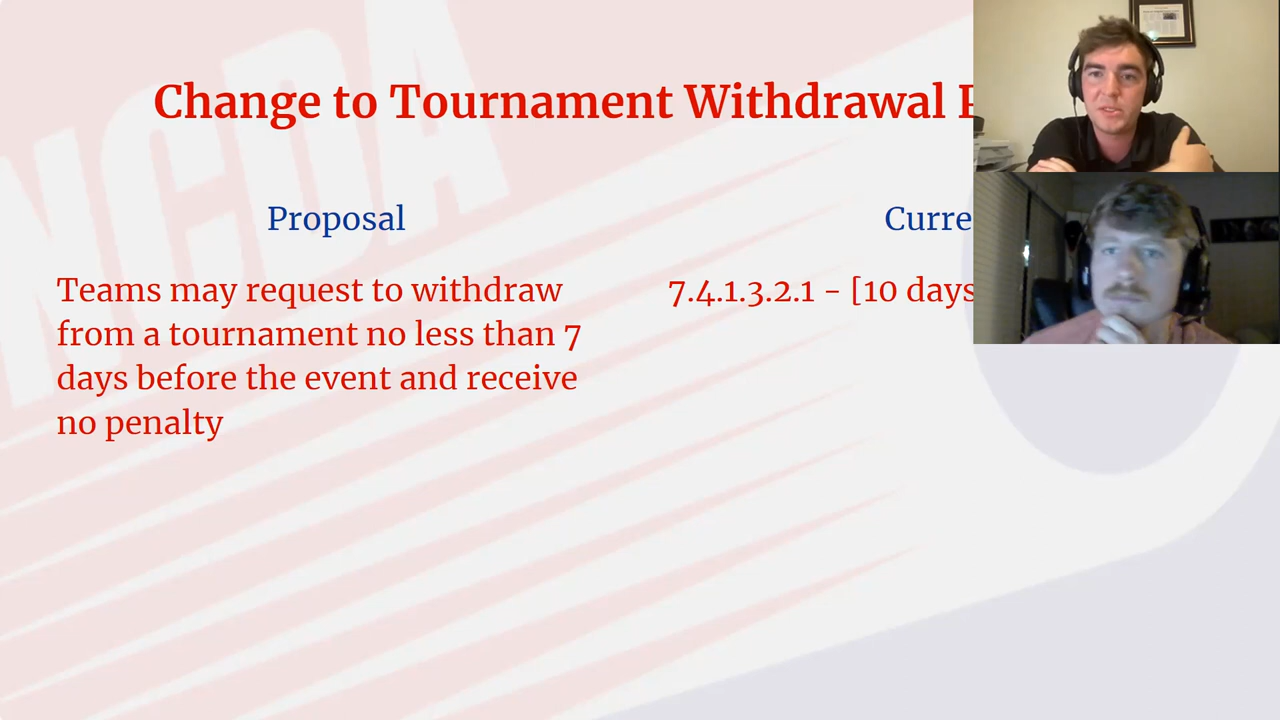 NCDA
Change to Tournament Withdrawal
Proposal
Teams may request to withdraw
from a tournament no less than 7
days before the event and receive
no penalty
Curre
7.4.1.3.2.1 - [10 days